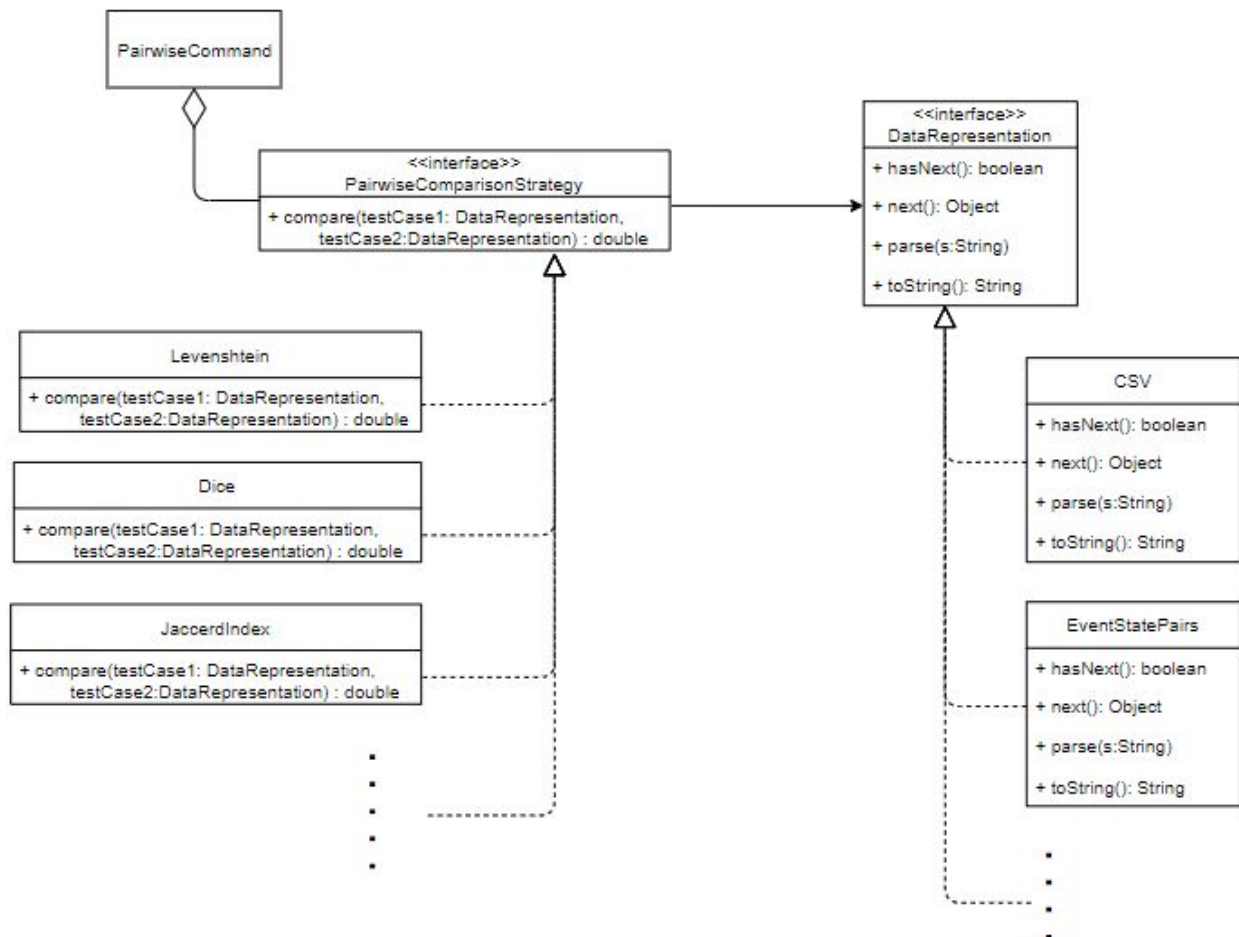 PairwiseCommand
<<interface>>
PairwiseComparisonStrategy
+ compare(testCase1: DataRepresentation,
testCase2:DataRepresentation) : double
<<interface>>
DataRepresentation
+ hasNext(): boolean
+ next(): Object
+ parse(s:String)
+ toString(): String
Levenshtein
+ compare(testCase1: DataRepresentation,
testCase2:DataRepresentation) : double
Dice
+ compare(testCase1: DataRepresentation,
testCase2:DataRepresentation) : double
JaccerdIndex
+ compare(testCase1: DataRepresentation,
testCase2:DataRepresentation) : double
CSV
+ hasNext(): boolean
+ next(): Object
+ parse(s:String)
+ toString(): String
EventStatePairs
+ hasNext(): boolean
+ next(): Object
+ parse(s:String)
+ toString(): String